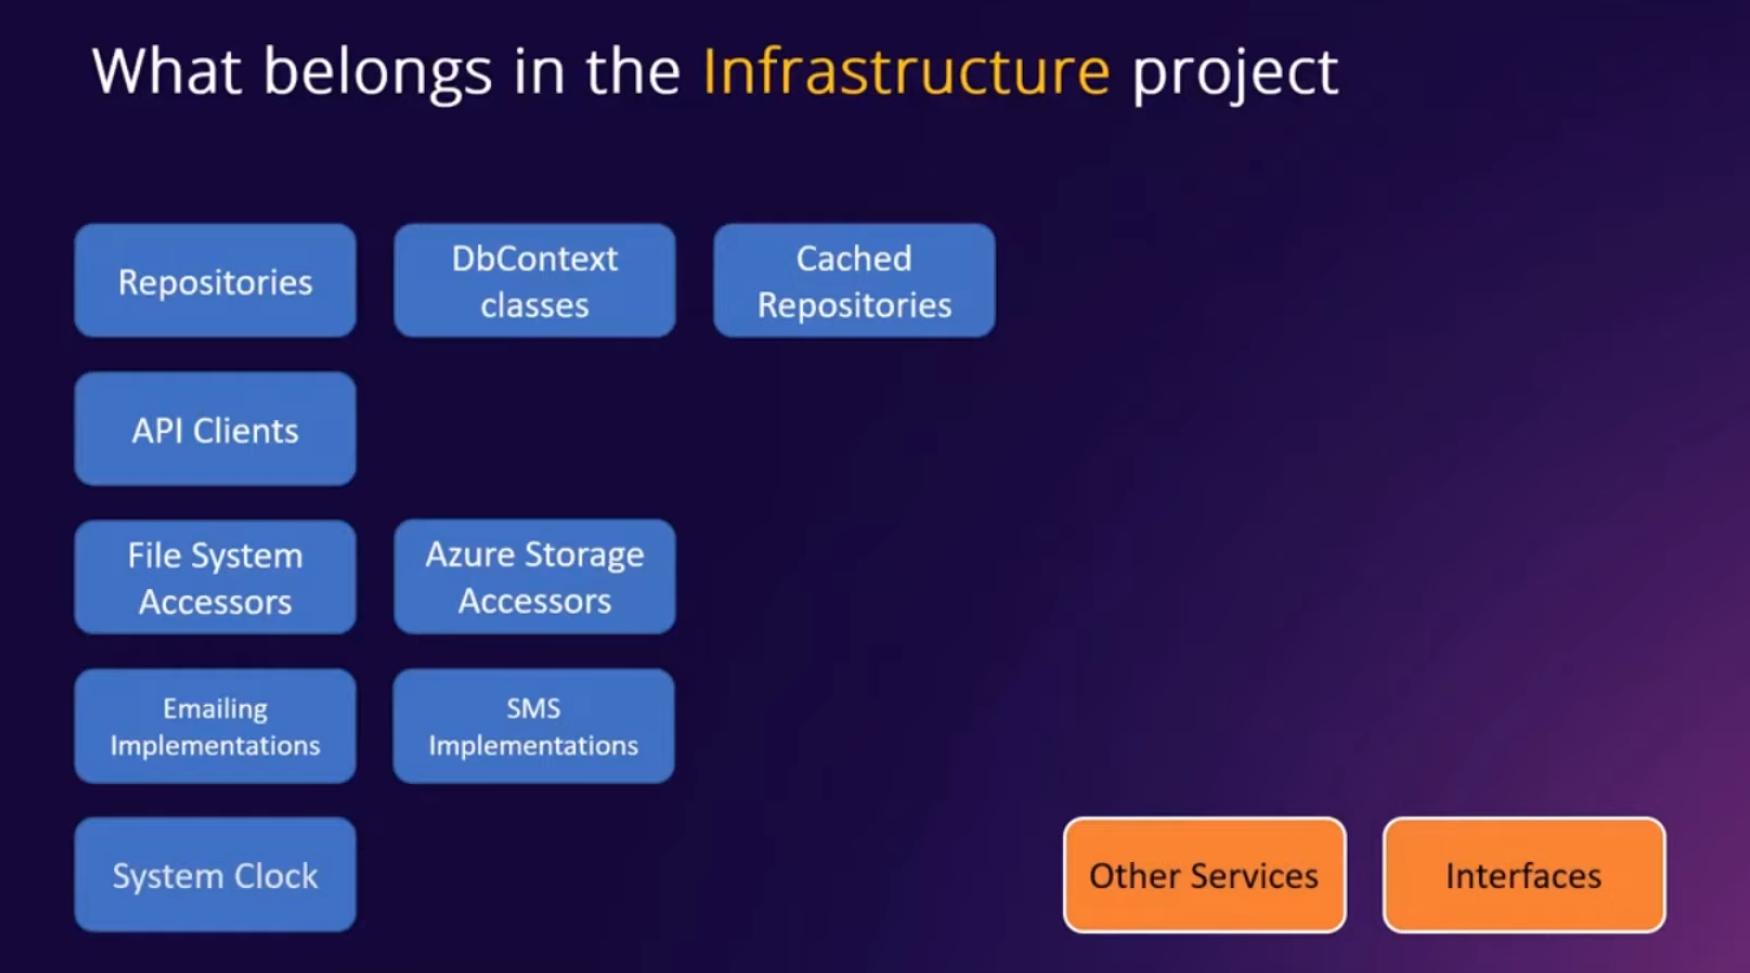 What belongs in the Infrastructure project
Repositories
DbContext
classes
Cached
Repositories
API Clients
File System
Accessors
Azure Storage
Accessors
Emailing
Implementations
SMS
Implementations
System Clock
Other Services
Interfaces